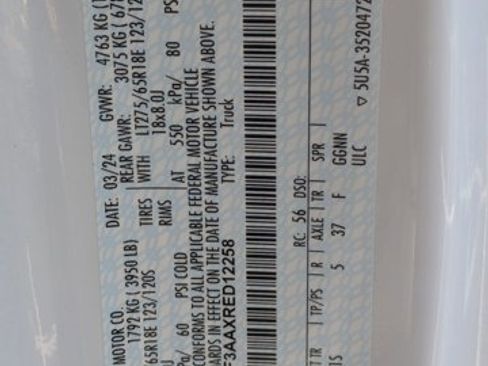 MOTOR CO.
DATE: 03/24 GVWR: 4763 KG
1792 KG ( 3950 LB) REAR GAWR: 3075 KG (
65R18E 123/120S TIRES WITH LT275/65R18E 123/12
RIMS 18x8.0J
60 PSI COLD AT 550 kPa/ 80 PS
CONFORMS TO ALL APPLICABLE FEDERAL MOTOR VEHICLE
ARDS IN EFFECT ON THE DATE OF MANUFACTURE SHOWN ABOVE.
F3AAXRED12258 TYPE: Truck
RC: 56 DSO:
T TR TP/PS R AXLE TR SPR
5 37 F GGNN
ULC
▽ 5U5A-3520472